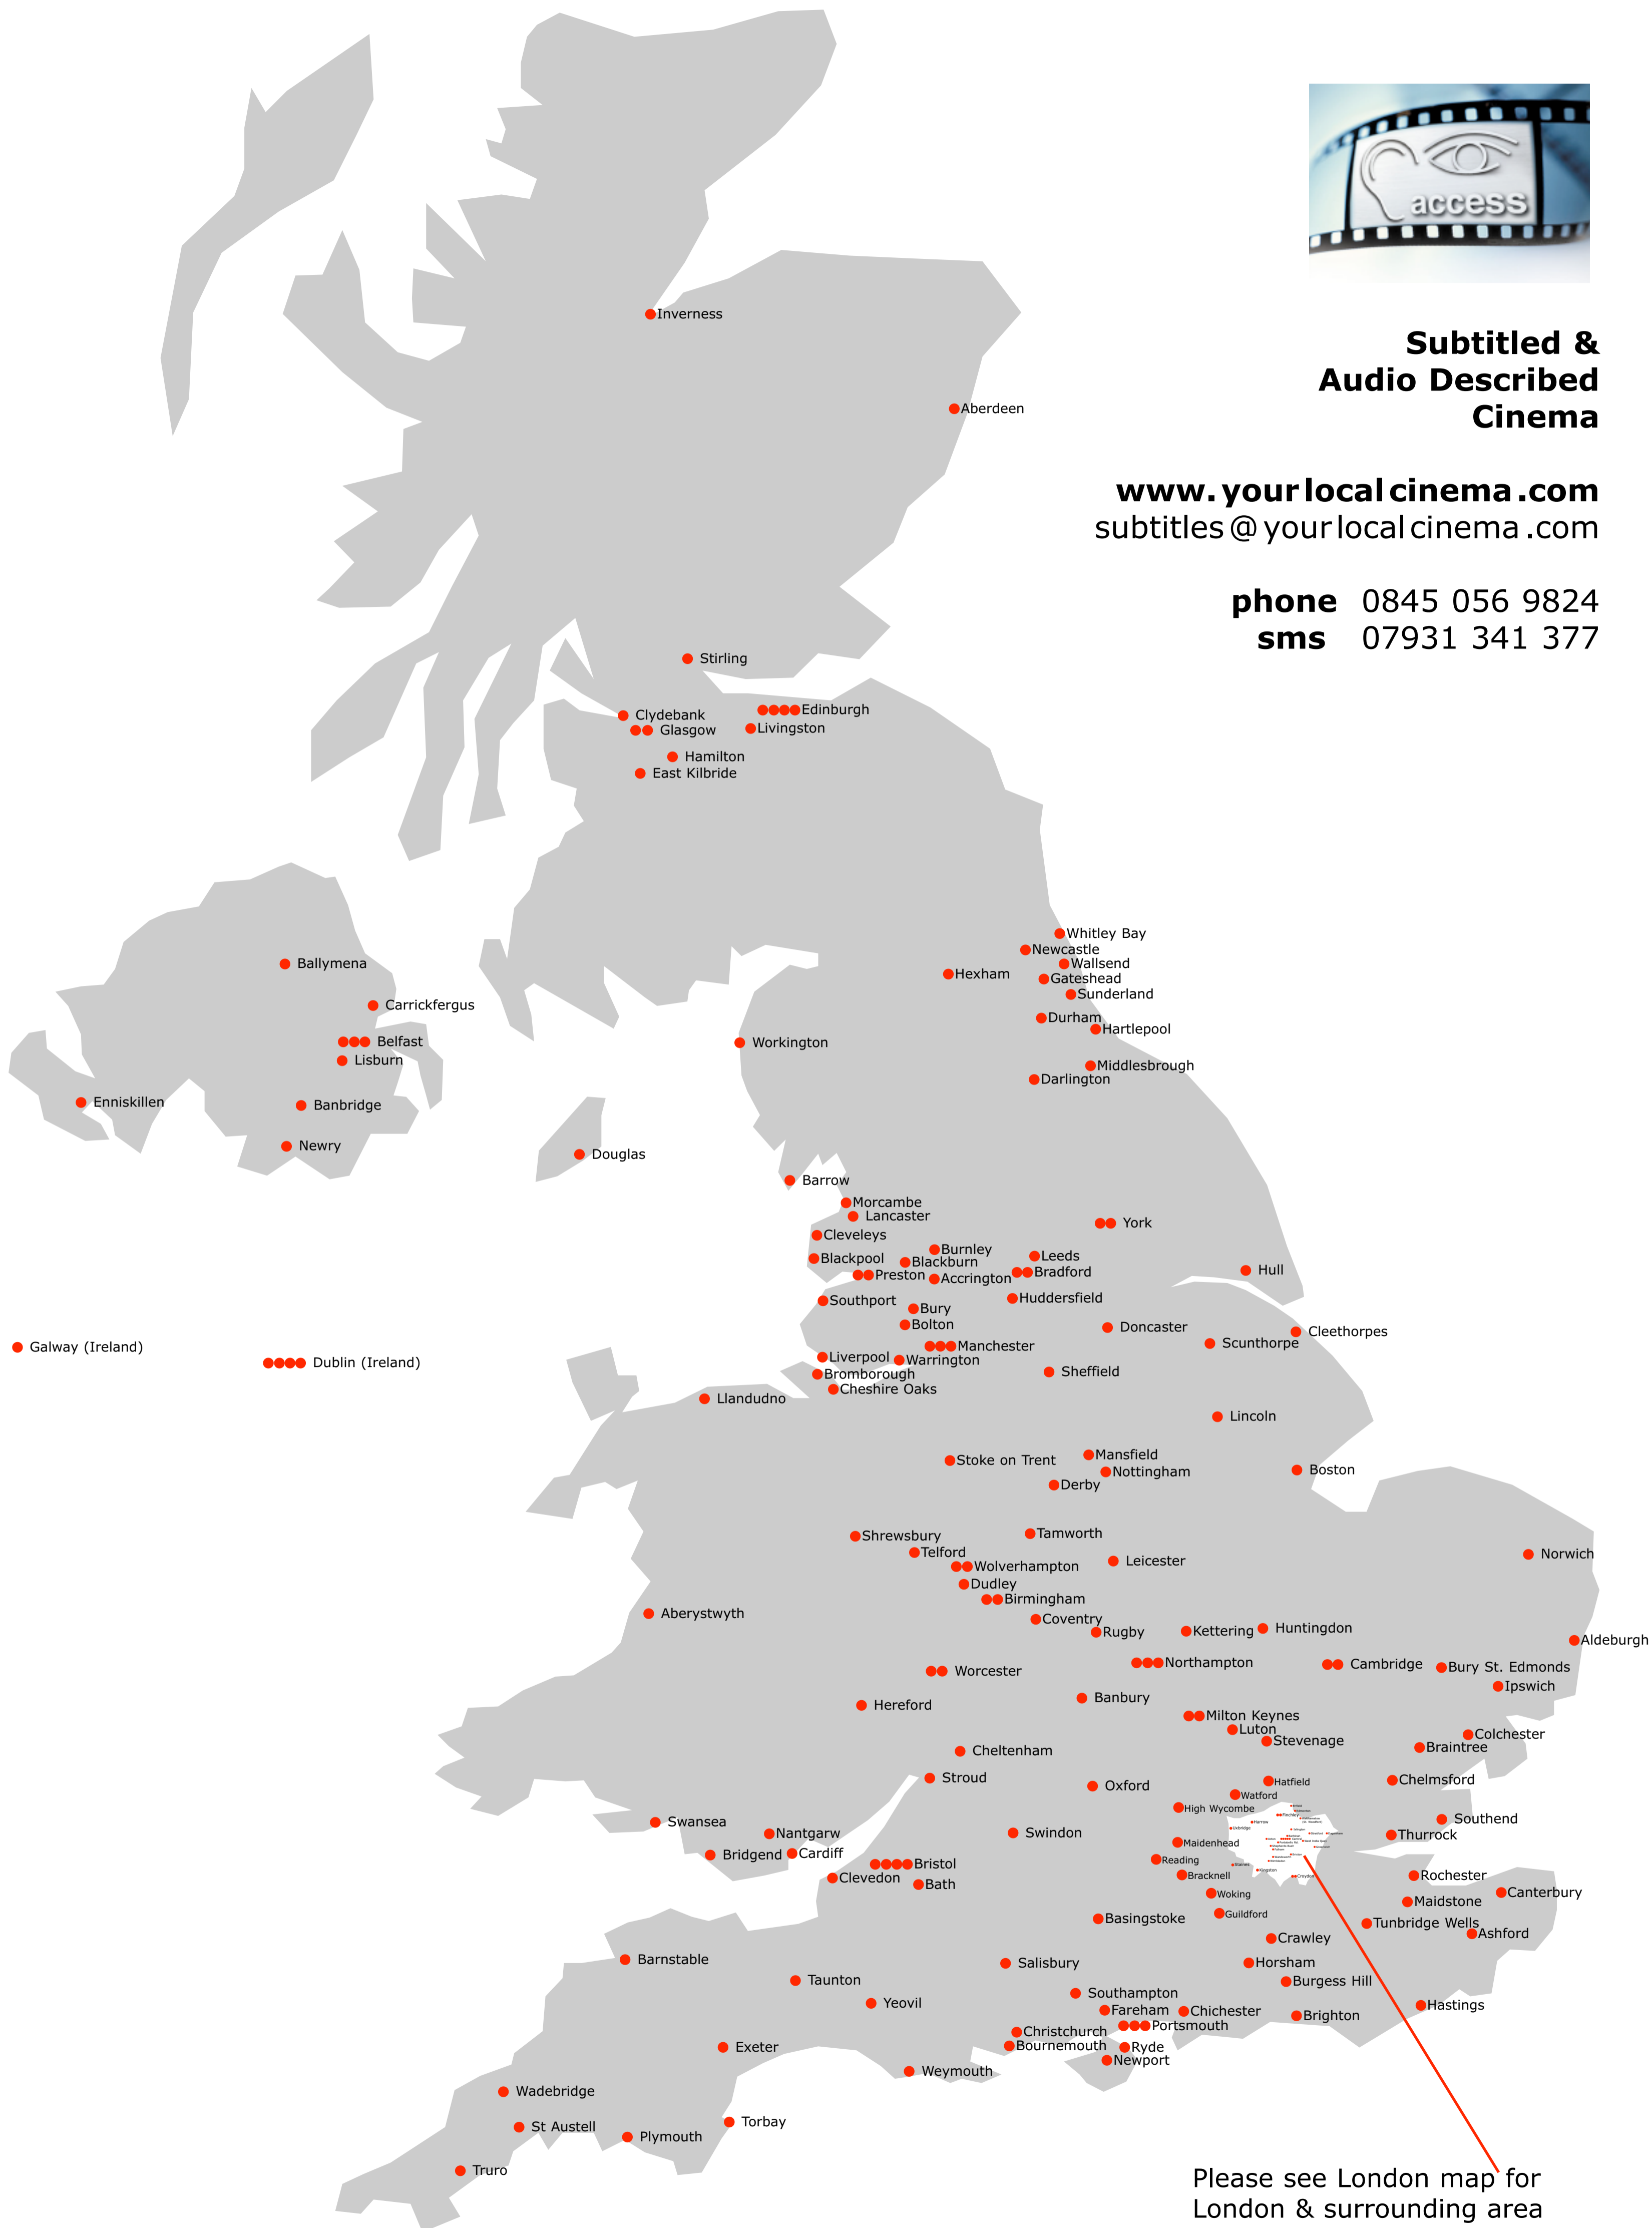 access
Subtitled &
Audio Described
Cinema
www.yourlocalcinema.com
subtitles@yourlocalcinema.com
phone 0845 056 9824
sms 07931 341 377
Inverness
Aberdeen
Stirling
Edinburgh
Clydebank
Livingston
Glasgow
Hamilton
East Kilbride
Whitley Bay
Newcastle
Wallsend
Hexham
Gateshead
Sunderland
Durham
Hartlepool
Middlesbrough
Darlington
Ballymena
Carrickfergus
Belfast
Lisburn
Enniskillen
Banbridge
Newry
Workington
Douglas
Barrow
Morcambe
Lancaster
Cleveleys
Blackpool
Burnley
Blackburn
Preston
Accrington
Leeds
Bradford
York
Hull
Southport
Bury
Bolton
Huddersfield
Doncaster
Cleethorpes
Scunthorpe
Manchester
Liverpool
Warrington
Bromborough
Cheshire Oaks
Sheffield
Galway (Ireland)
Dublin (Ireland)
Llandudno
Lincoln
Stoke on Trent
Mansfield
Nottingham
Derby
Boston
Shrewsbury
Tamworth
Telford
Wolverhampton
Leicester
Norwich
Dudley
Birmingham
Aberystwyth
Coventry
Rugby
Kettering
Huntingdon
Aldeburgh
Worcester
Northampton
Cambridge
Bury St. Edmonds
Ipswich
Hereford
Banbury
Milton Keynes
Luton
Stevenage
Colchester
Braintree
Cheltenham
Stroud
Oxford
Hatfield
Chelmsford
Watford
High Wycombe
Southend
Thurrock
Swansea
Nantgarw
Bridgend
Cardiff
Swindon
Maidenhead
Reading
Bracknell
Bristol
Clevedon
Bath
Finchley
Harrow
Uxbridge
Staines
Kingston
Croydon
Rochester
Canterbury
Maidstone
Woking
Guildford
Basingstoke
Tunbridge Wells
Ashford
Crawley
Horsham
Burgess Hill
Barnstable
Taunton
Yeovil
Salisbury
Southampton
Fareham
Chichester
Portsmouth
Brighton
Hastings
Christchurch
Bournemouth
Ryde
Newport
Exeter
Weymouth
Wadebridge
St Austell
Torbay
Plymouth
Truro
Please see London map for
London & surrounding area